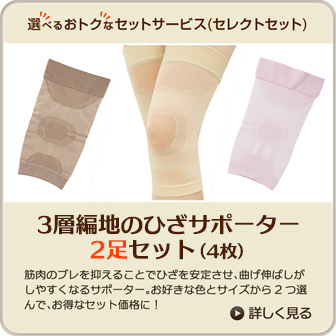 選べるおトクなセットサービス(セレクトセット)
3層編地のひざサポーター
2足セット(4枚)
筋肉のブレを抑えることでひざを安定させ、曲げ伸ばしが
しやすくなるサポーター。お好きな色とサイズから2つ選
んで、お得なセット価格に!
詳しく見る